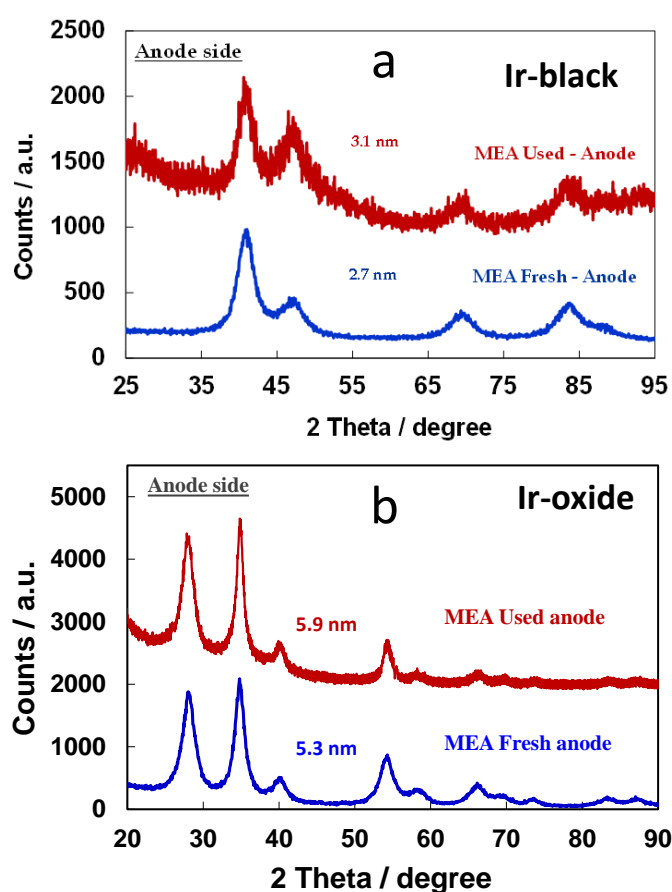 2500
Anode side
a
Ir-black
2000
3.1 nm
MEA Used - Anode
1500
Counts / a.u.
1000
2.7 nm
MEA Fresh - Anode
500
0
25 35 45 55 65 75 85 95
2 Theta / degree
5000
Anode side
b
Ir-oxide
4000
5.9 nm
MEA Used anode
3000
Counts / a.u.
2000
5.3 nm
MEA Fresh anode
1000
0
20 30 40 50 60 70 80 90
2 Theta / degree